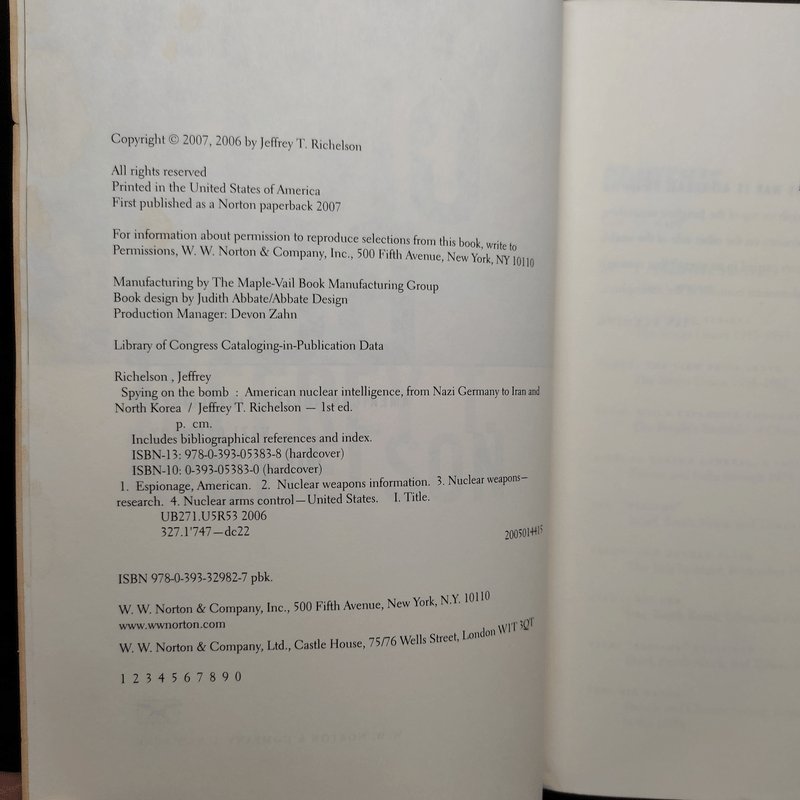 Copyright © 2007, 2006 by Jeffrey T. Richelson
All rights reserved
Printed in the United States of America
First published as a Norton paperback 2007
For information about permission to reproduce selections from this book, write to
Permissions, W. W. Norton & Company, Inc., 500 Fifth Avenue, New York, NY 10110
Manufacturing by The Maple-Vail Book Manufacturing Group
Book design by Judith Abbate/Abbate Design
Production Manager: Devon Zahn
Library of Congress Cataloging-in-Publication Data
Richelson , Jeffrey
Spying on the bomb : American nuclear intelligence, from Nazi Germany to Iran and
North Korea / Jeffrey T. Richelson — 1st ed.
p. cm.
Includes bibliographical references and index.
ISBN-13: 978-0-393-05383-8 (hardcover)
ISBN-10: 0-393-05383-0 (hardcover)
1. Espionage, American. 2. Nuclear weapons information. 3. Nuclear weapons—
research. 4. Nuclear arms control—United States. I. Title.
UB271.U5R53 2006
327.1'747—dc22
2005014415
ISBN 978-0-393-32982-7 pbk.
W. W. Norton & Company, Inc., 500 Fifth Avenue, New York, N.Y. 10110
www.wwnorton.com
W. W. Norton & Company, Ltd., Castle House, 75/76 Wells Street, London W1T 3QT
1 2 3 4 5 6 7 8 9 0